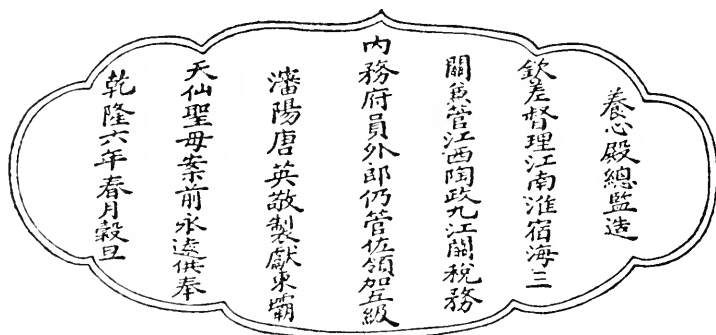 養心殿總監造
欽差督理江南淮宿海三
關兼管江西陶政九江關稅務
內務府員外郎仍管佐領加五級
瀋陽唐英敬製獻東壩
天仙聖母案前永遠供奉
乾隆六年春月穀旦